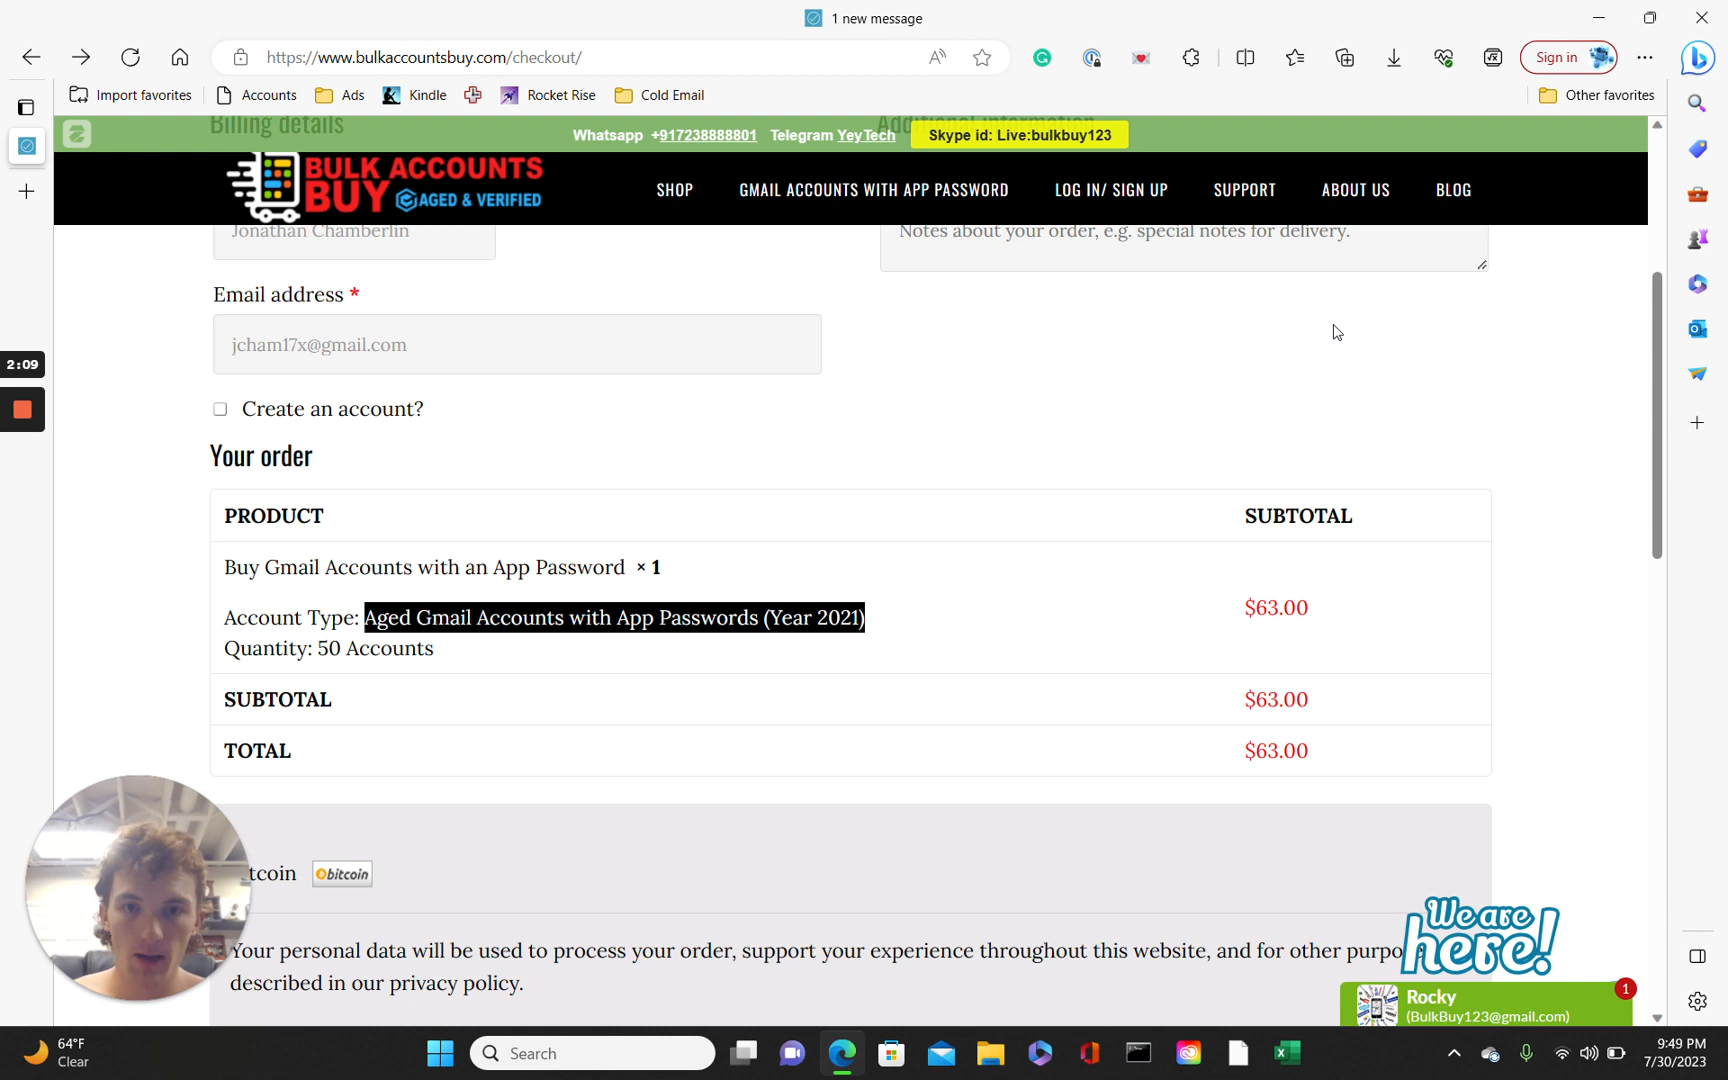 1 new message
https://www.bulkaccountsbuy.com/checkout/
Sign in
Import favorites
Accounts
Ads
Kindle
Rocket Rise
Cold Email
Other favorites
Billing details
Additional information
Whatsapp +917238888801 Telegram YeyTech
Skype id: Live:bulkbuy123
BULK ACCOUNTS
BUY AGED & VERIFIED
SHOP
GMAIL ACCOUNTS WITH APP PASSWORD
LOG IN/ SIGN UP
SUPPORT
ABOUT US
BLOG
Jonathan Chamberlin
Notes about your order, e.g. special notes for delivery.
Email address *
jcham17x@gmail.com
2:09
Create an account?
Your order
PRODUCT
SUBTOTAL
Buy Gmail Accounts with an App Password × 1
Account Type: Aged Gmail Accounts with App Passwords (Year 2021)
$63.00
Quantity: 50 Accounts
SUBTOTAL
$63.00
TOTAL
$63.00
tcoin
bitcoin
Your personal data will be used to process your order, support your experience throughout this website, and for other purpo
described in our privacy policy.
We are
here!
Rocky
1
(BulkBuy123@gmail.com)
64°F
Clear
Search
9:49 PM
7/30/2023